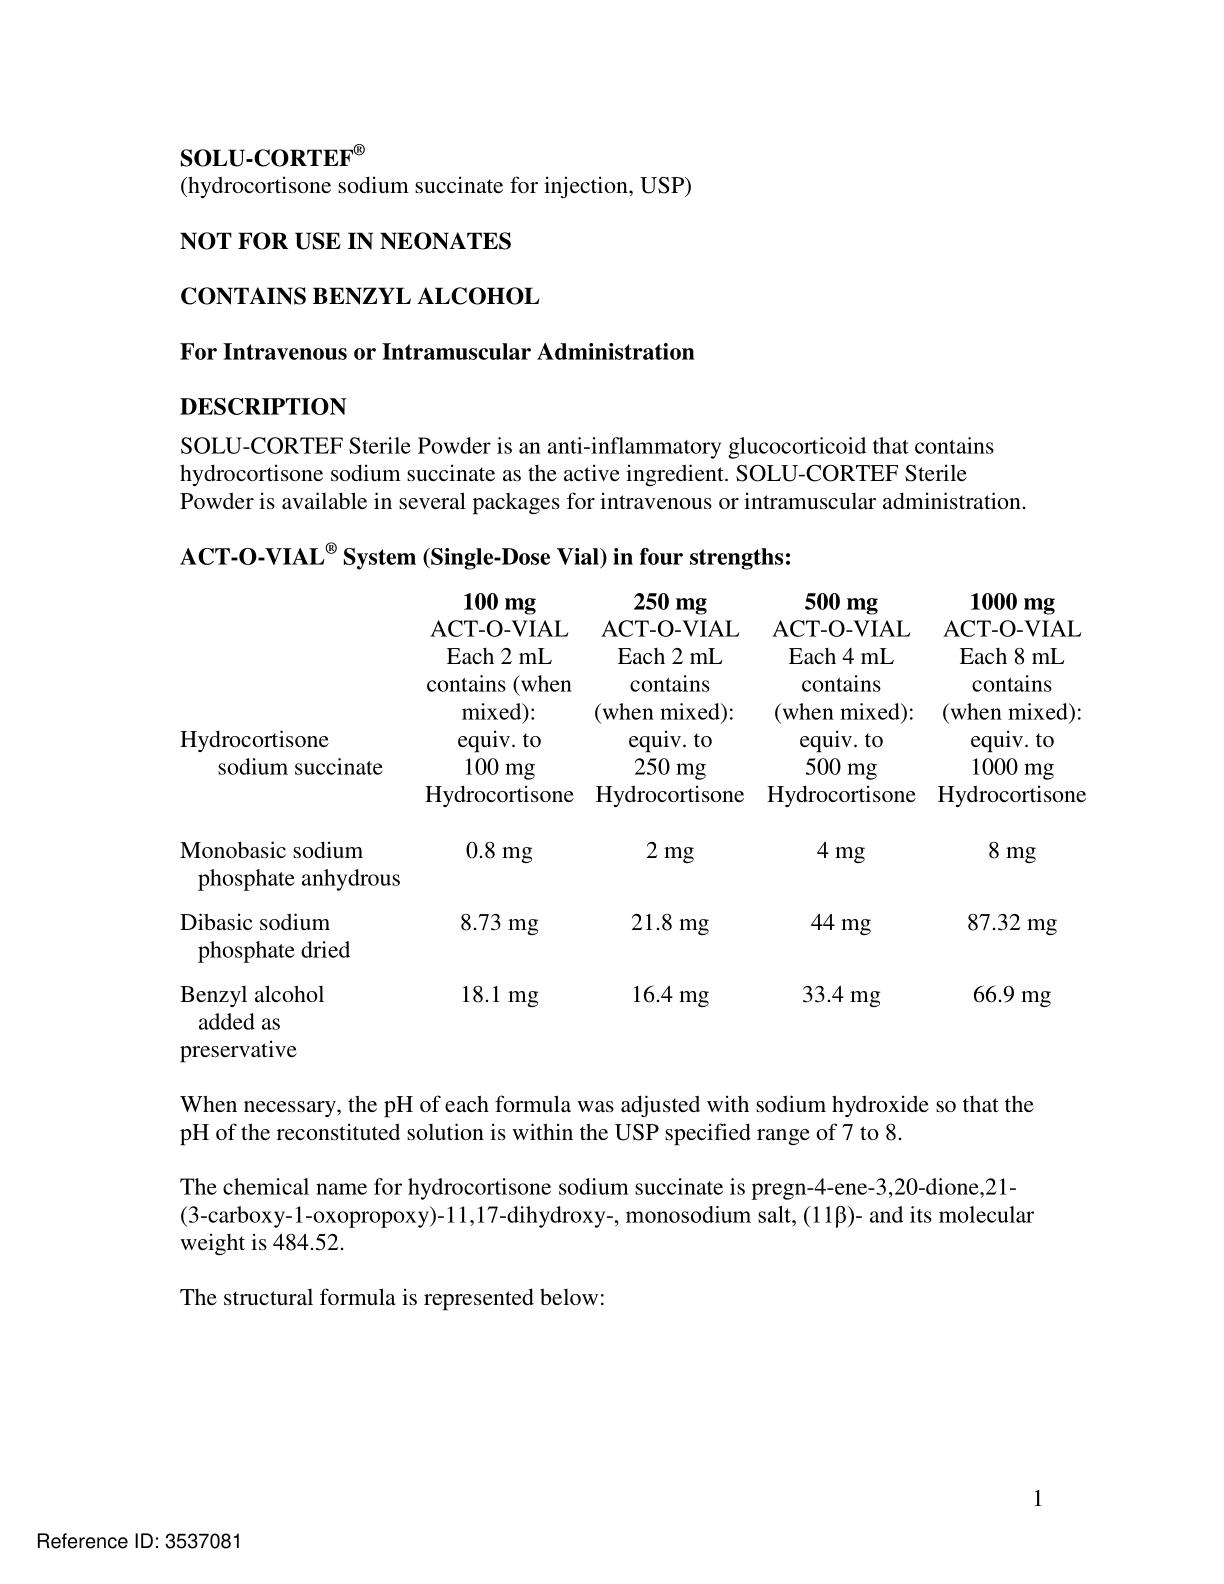 SOLU-CORTEF®
(hydrocortisone sodium succinate for injection, USP)
NOT FOR USE IN NEONATES
CONTAINS BENZYL ALCOHOL
For Intravenous or Intramuscular Administration
DESCRIPTION
SOLU-CORTEF Sterile Powder is an anti-inflammatory glucocorticoid that contains
hydrocortisone sodium succinate as the active ingredient. SOLU-CORTEF Sterile
Powder is available in several packages for intravenous or intramuscular administration.
ACT-O-VIAL® System (Single-Dose Vial) in four strengths:
100 mg 250 mg 500 mg 1000 mg
ACT-O-VIAL ACT-O-VIAL ACT-O-VIAL ACT-O-VIAL
Each 2 mL Each 2 mL Each 4 mL Each 8 mL
contains (when contains contains contains
mixed): (when mixed): (when mixed): (when mixed):
Hydrocortisone equiv. to equiv. to equiv. to equiv. to
sodium succinate 100 mg 250 mg 500 mg 1000 mg
Hydrocortisone Hydrocortisone Hydrocortisone Hydrocortisone
Monobasic sodium 0.8 mg 2 mg 4 mg 8 mg
phosphate anhydrous
Dibasic sodium 8.73 mg 21.8 mg 44 mg 87.32 mg
phosphate dried
Benzyl alcohol 18.1 mg 16.4 mg 33.4 mg 66.9 mg
added as
preservative
When necessary, the pH of each formula was adjusted with sodium hydroxide so that the
pH of the reconstituted solution is within the USP specified range of 7 to 8.
The chemical name for hydrocortisone sodium succinate is pregn-4-ene-3,20-dione,21-
(3-carboxy-1-oxopropoxy)-11,17-dihydroxy-, monosodium salt, (11β)- and its molecular
weight is 484.52.
The structural formula is represented below:
1
Reference ID: 3537081